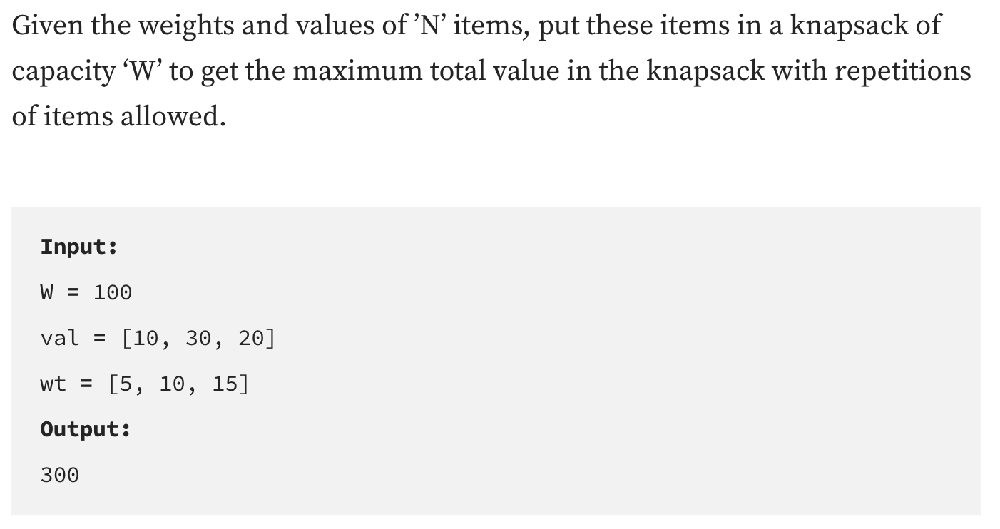 Given the weights and values of ’N’ items, put these items in a knapsack of
capacity ‘W’ to get the maximum total value in the knapsack with repetitions
of items allowed.
Input:
W = 100
val = [10, 30, 20]
wt = [5, 10, 15]
Output:
300